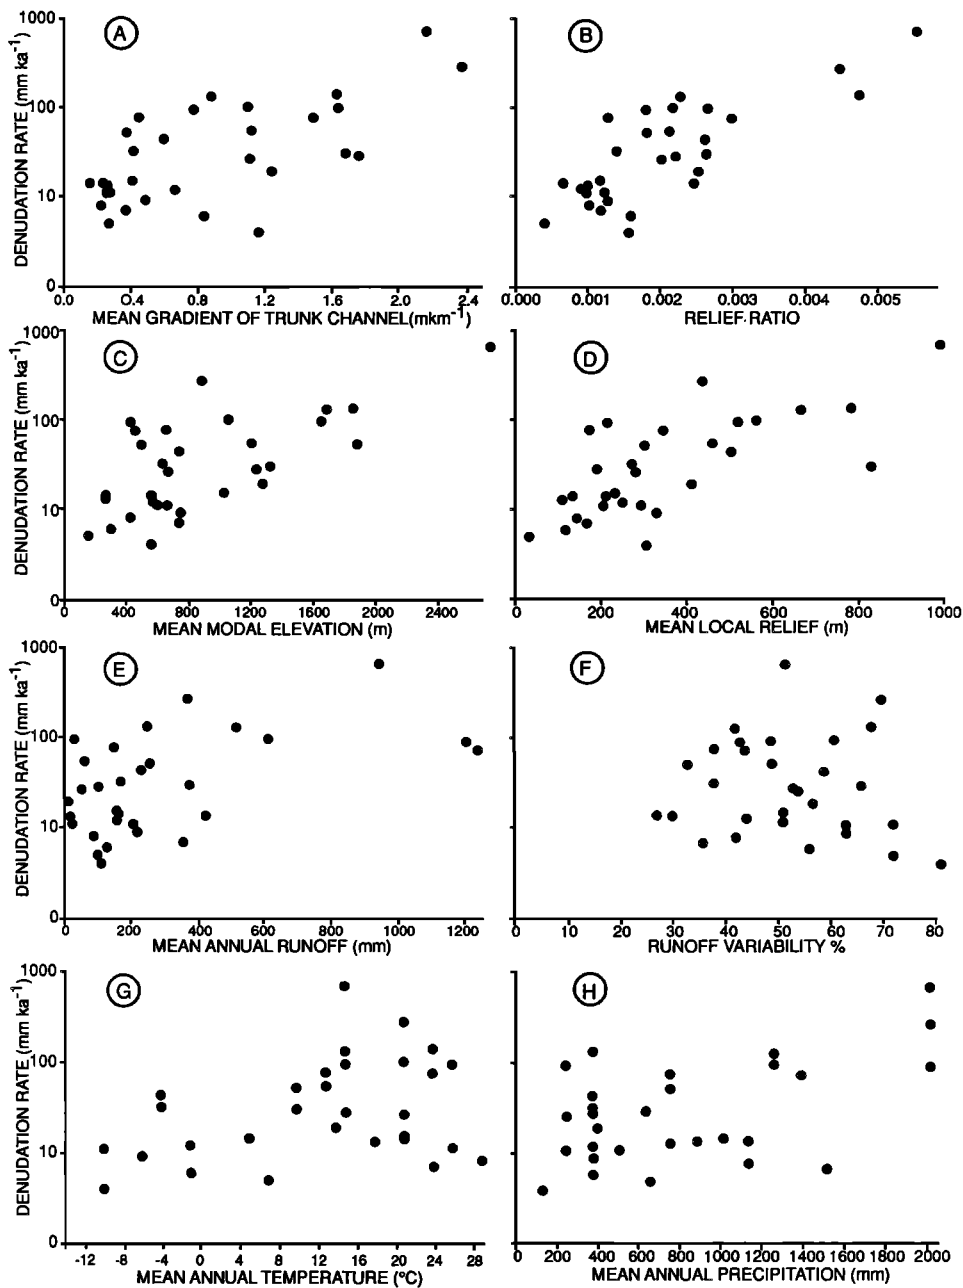 A
B
DENUDATION RATE (mm ka-1)
1000
100
10
0
0.0 0.4 0.8 1.2 1.6 2.0 2.4
0.000 0.001 0.002 0.003 0.004 0.005
MEAN GRADIENT OF TRUNK CHANNEL(mkm-1)
RELIEF RATIO
C
D
DENUDATION RATE (mm ka-1)
1000
100
10
0
0 400 800 1200 1600 2000 2400
0 200 400 600 800 1000
MEAN MODAL ELEVATION (m)
MEAN LOCAL RELIEF (m)
E
F
DENUDATION RATE (mm ka-1)
1000
100
10
0
0 200 400 600 800 1000 1200
0 10 20 30 40 50 60 70 80
MEAN ANNUAL RUNOFF (mm)
RUNOFF VARIABILITY %
G
H
DENUDATION RATE (mm ka-1)
1000
100
10
0
-12 -8 -4 0 4 8 12 16 20 24 28
0 200 400 600 800 1000 1200 1400 1600 1800 2000
MEAN ANNUAL TEMPERATURE (°C)
MEAN ANNUAL PRECIPITATION (mm)